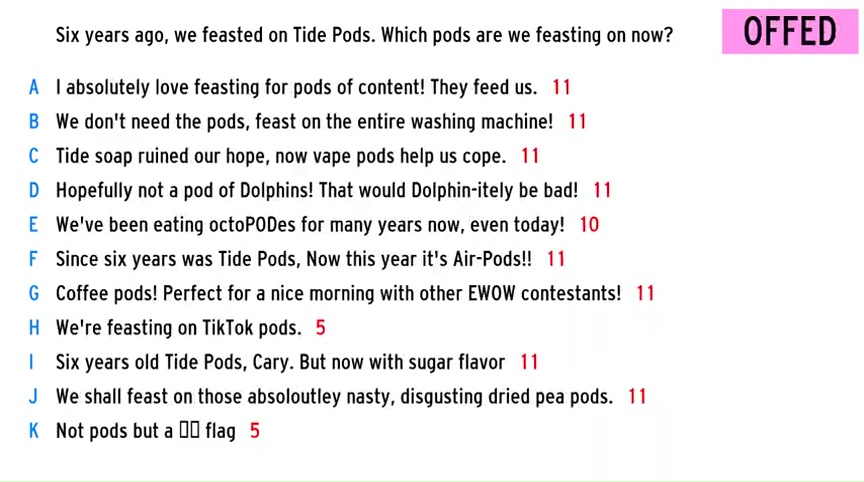 Six years ago, we feasted on Tide Pods. Which pods are we feasting on now?
OFFED
A I absolutely love feasting for pods of content! They feed us. 11
B We don't need the pods, feast on the entire washing machine! 11
C Tide soap ruined our hope, now vape pods help us cope. 11
D Hopefully not a pod of Dolphins! That would Dolphin-itely be bad! 11
E We've been eating octoPODes for many years now, even today! 10
F Since six years was Tide Pods, Now this year it's Air-Pods!! 11
G Coffee pods! Perfect for a nice morning with other EWOW contestants! 11
H We're feasting on TikTok pods. 5
I Six years old Tide Pods, Cary. But now with sugar flavor 11
J We shall feast on those absoloutley nasty, disgusting dried pea pods. 11
K Not pods but a □□ flag 5